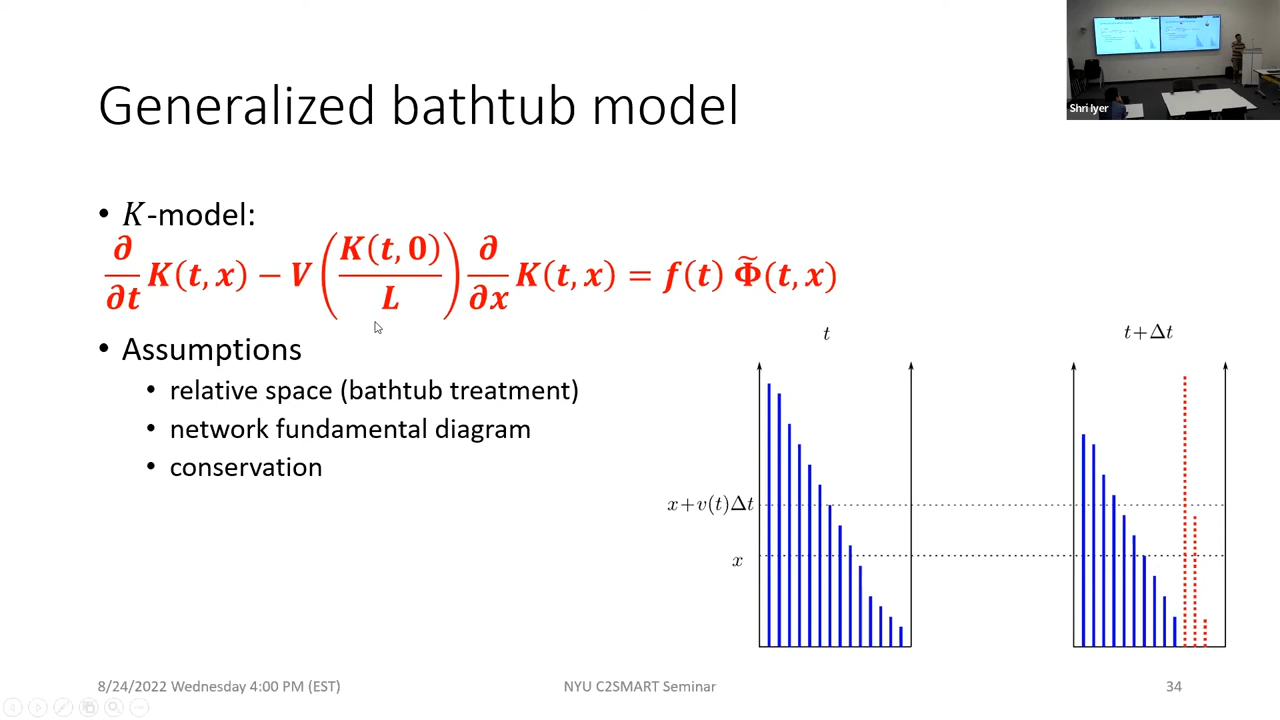 Generalized bathtub model
Shri Iyer
• K-model:
∂/∂t K(t, x) − V(K(t, 0)/L) ∂/∂x K(t, x) = f(t) Φ̃(t, x)
• Assumptions
• relative space (bathtub treatment)
• network fundamental diagram
• conservation
t
t+Δt
x+v(t)Δt
x
8/24/2022 Wednesday 4:00 PM (EST)
NYU C2SMART Seminar
34